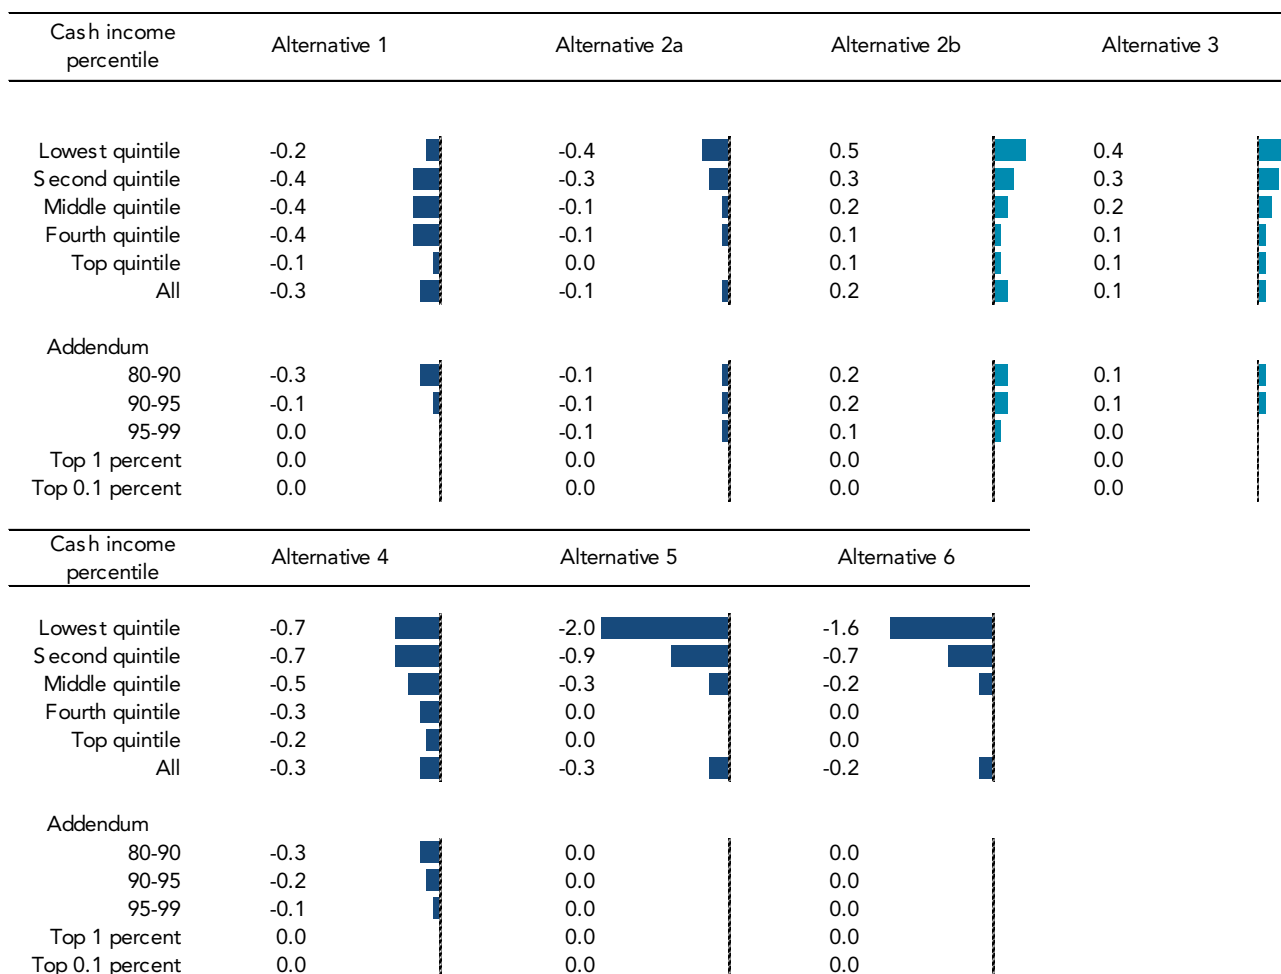 Cash income percentile Alternative 1 Alternative 2a Alternative 2b Alternative 3
Lowest quintile -0.2 -0.4 0.5 0.4
Second quintile -0.4 -0.3 0.3 0.3
Middle quintile -0.4 -0.1 0.2 0.2
Fourth quintile -0.4 -0.1 0.1 0.1
Top quintile -0.1 0.0 0.1 0.1
All -0.3 -0.1 0.2 0.1
Addendum
80-90 -0.3 -0.1 0.2 0.1
90-95 -0.1 -0.1 0.2 0.1
95-99 0.0 -0.1 0.1 0.0
Top 1 percent 0.0 0.0 0.0 0.0
Top 0.1 percent 0.0 0.0 0.0 0.0
Cash income percentile Alternative 4 Alternative 5 Alternative 6
Lowest quintile -0.7 -2.0 -1.6
Second quintile -0.7 -0.9 -0.7
Middle quintile -0.5 -0.3 -0.2
Fourth quintile -0.3 0.0 0.0
Top quintile -0.2 0.0 0.0
All -0.3 -0.3 -0.2
Addendum
80-90 -0.3 0.0 0.0
90-95 -0.2 0.0 0.0
95-99 -0.1 0.0 0.0
Top 1 percent 0.0 0.0 0.0
Top 0.1 percent 0.0 0.0 0.0